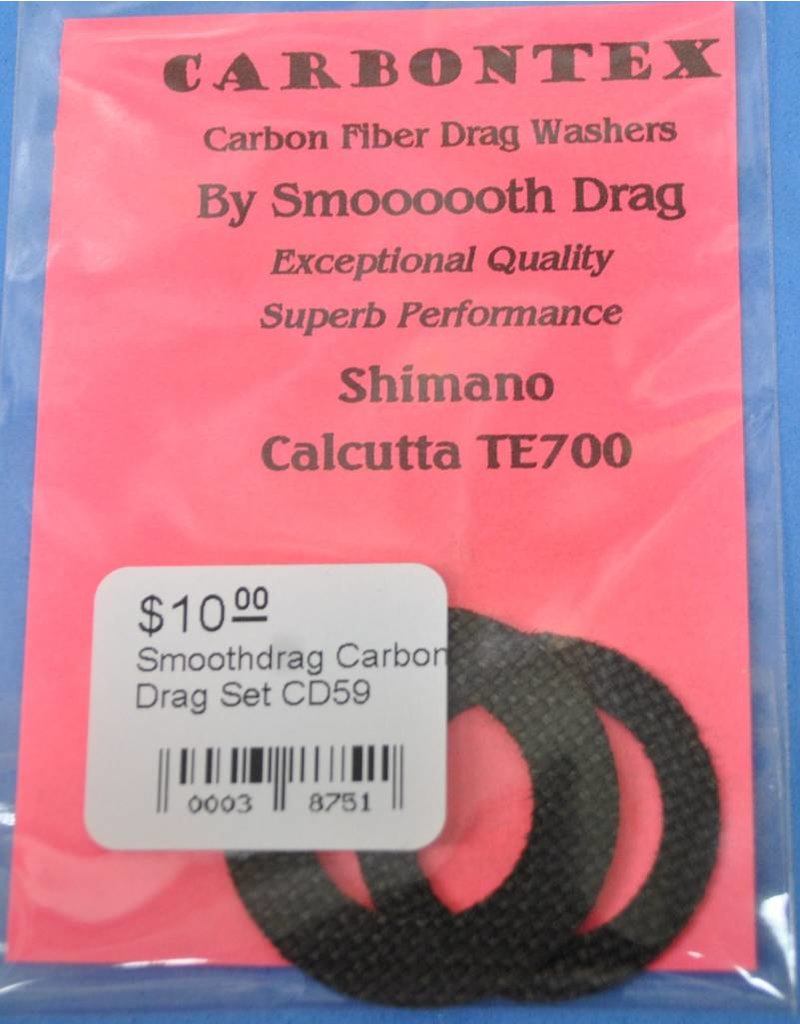 CARBONTEX
Carbon Fiber Drag Washers
By Smoooooth Drag
Exceptional Quality
Superb Performance
Shimano
Calcutta TE700
$10.00
Smoothdrag Carbon
Drag Set CD59
0003 8751